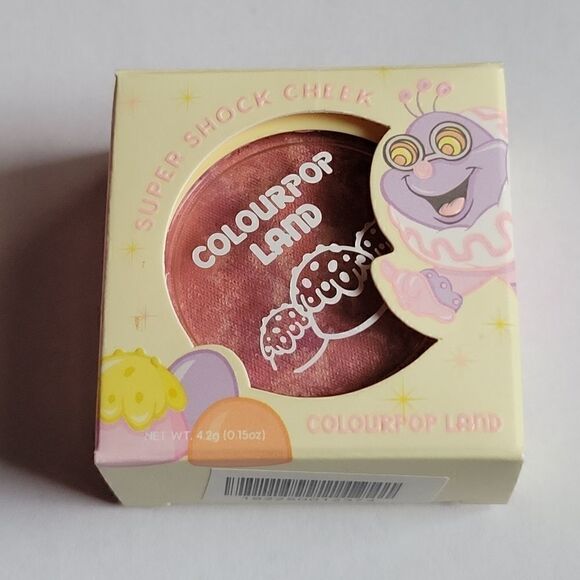 SUPER SHOCK CHEEK
COLOURPOP
LAND
COLOURPOP LAND
NET WT. 4.2g (0.15oz)